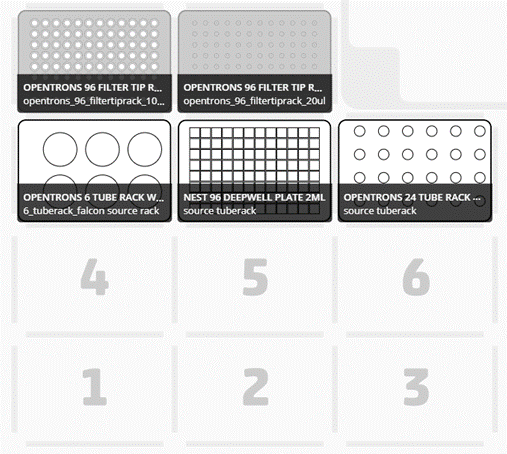 OPENTRONS 96 FILTER TIP R...
opentrons_96_filtertiprack_10...
OPENTRONS 96 FILTER TIP R...
opentrons_96_filtertiprack_20ul
OPENTRONS 6 TUBE RACK W...
6_tuberack_falcon source rack
NEST 96 DEEPWELL PLATE 2ML
source tuberack
OPENTRONS 24 TUBE RACK ...
source tuberack
4
5
6
1
2
3